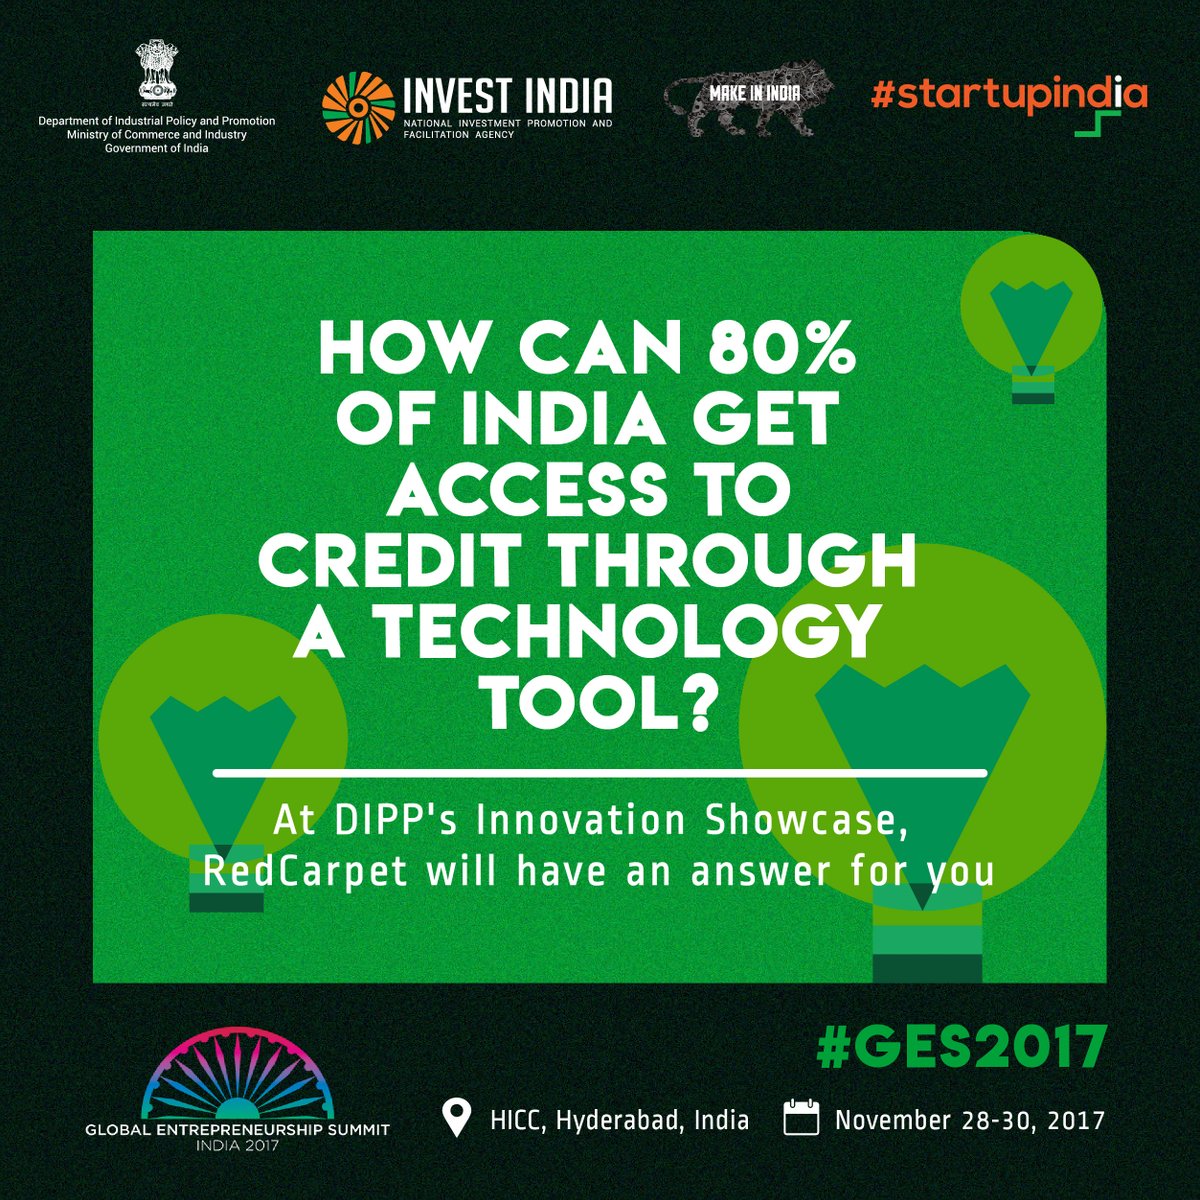 Department of Industrial Policy and Promotion
Ministry of Commerce and Industry
Government of India
INVEST INDIA
NATIONAL INVESTMENT PROMOTION AND
FACILITATION AGENCY
MAKE IN INDIA
#startupindia
HOW CAN 80%
OF INDIA GET
ACCESS TO
CREDIT THROUGH
A TECHNOLOGY
TOOL?
At DIPP's Innovation Showcase,
RedCarpet will have an answer for you
#GES2017
GLOBAL ENTREPRENEURSHIP SUMMIT
INDIA 2017
HICC, Hyderabad, India
November 28-30, 2017